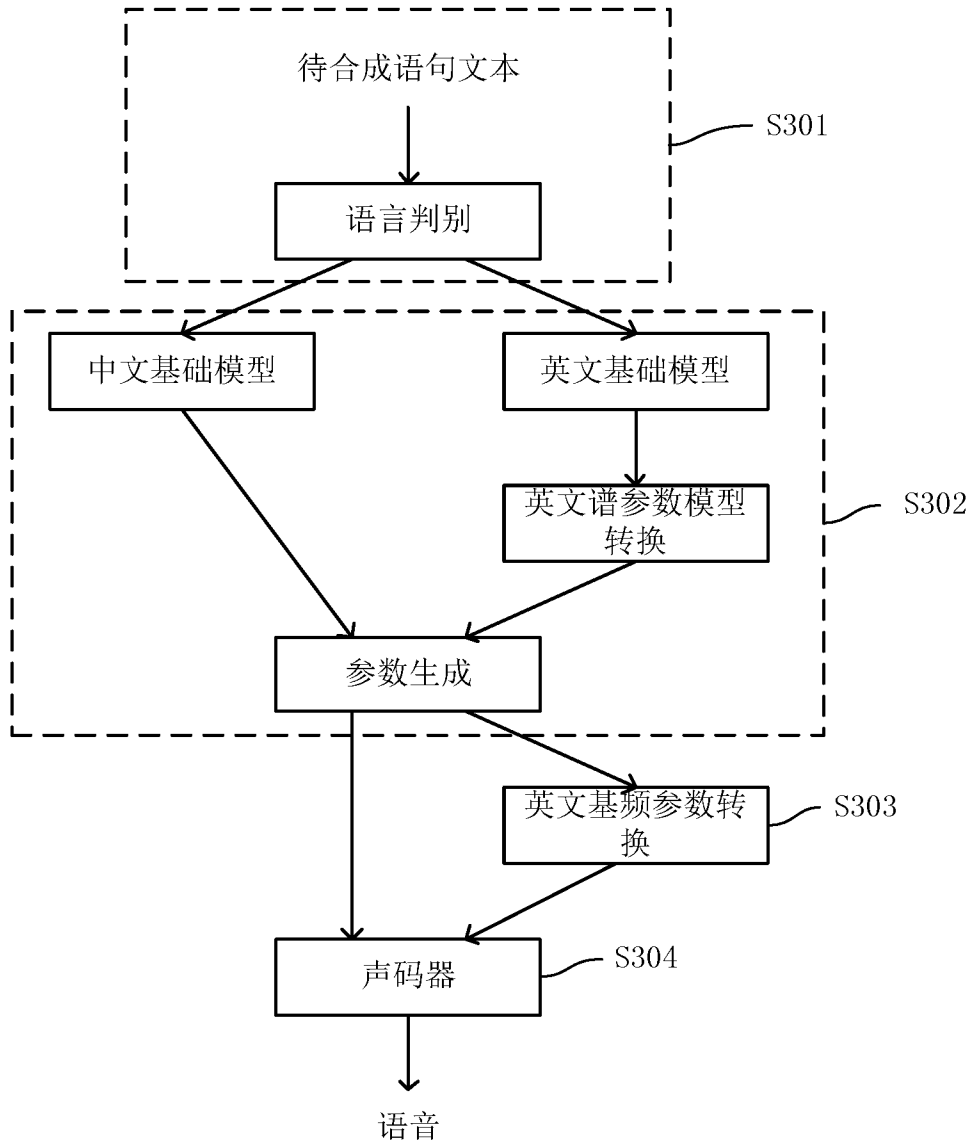 待合成语句文本
S301
语言判别
中文基础模型
英文基础模型
英文谱参数模型
转换
S302
参数生成
英文基频参数转
换
S303
声码器
S304
语音